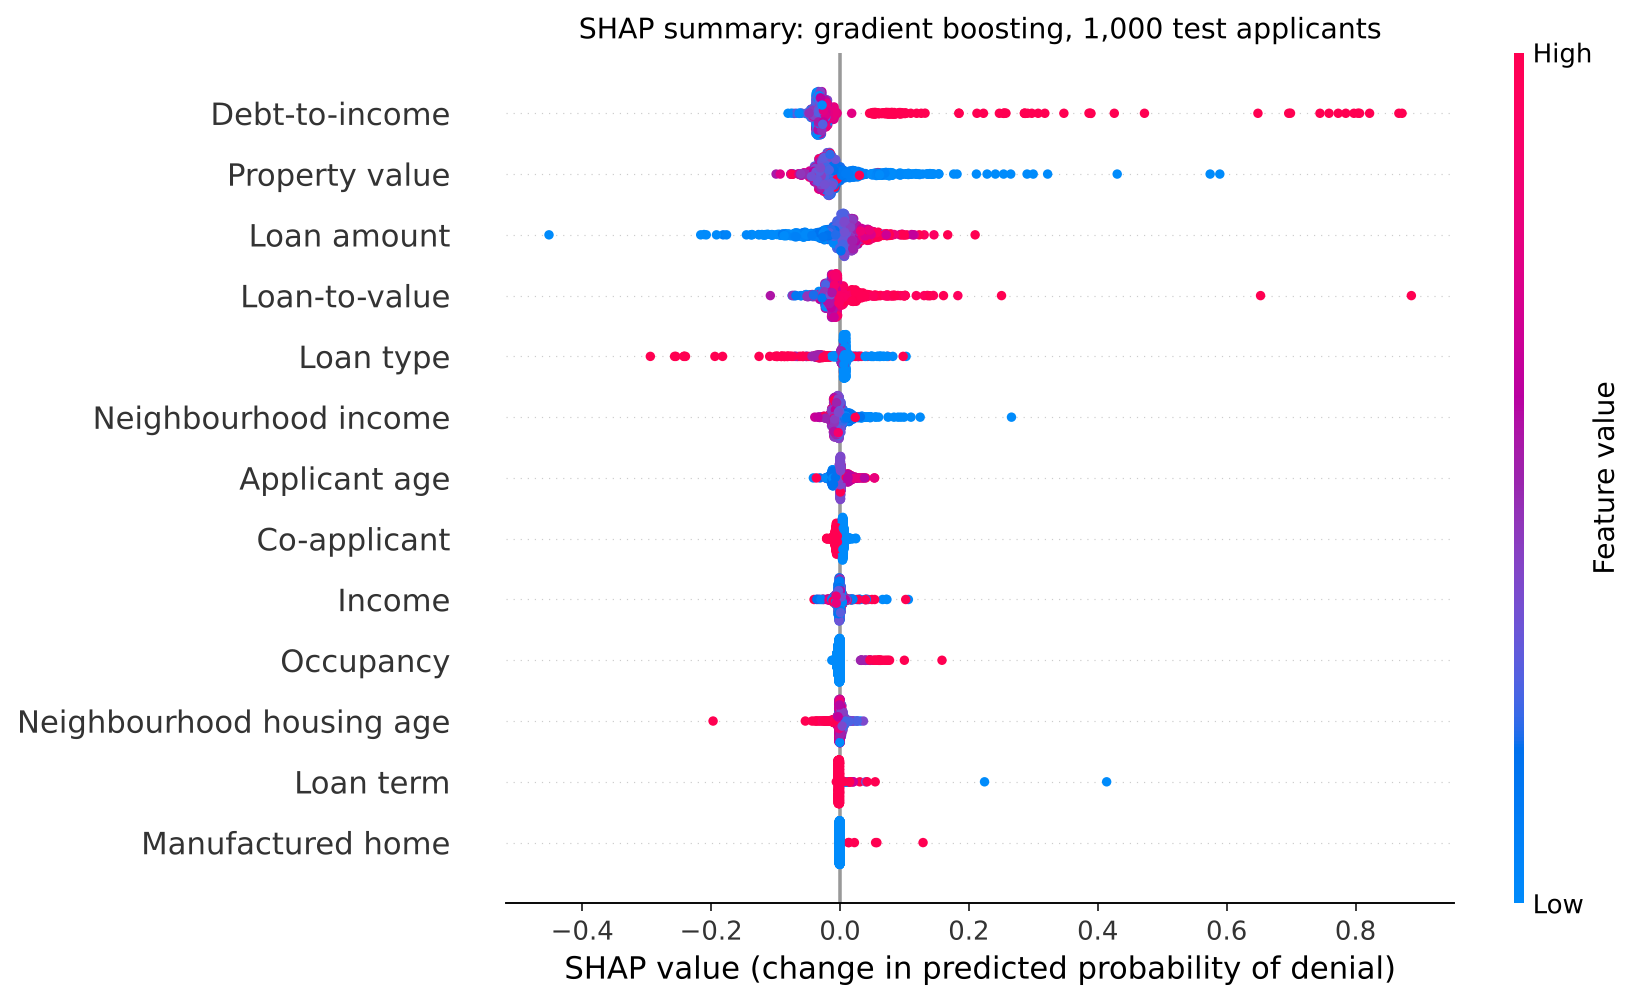 SHAP summary: gradient boosting, 1,000 test applicants
High
Debt-to-income
Property value
Loan amount
Loan-to-value
Loan type
Neighbourhood income
Applicant age
Co-applicant
Income
Occupancy
Neighbourhood housing age
Loan term
Manufactured home
Feature value
Low
−0.4 −0.2 0.0 0.2 0.4 0.6 0.8
SHAP value (change in predicted probability of denial)